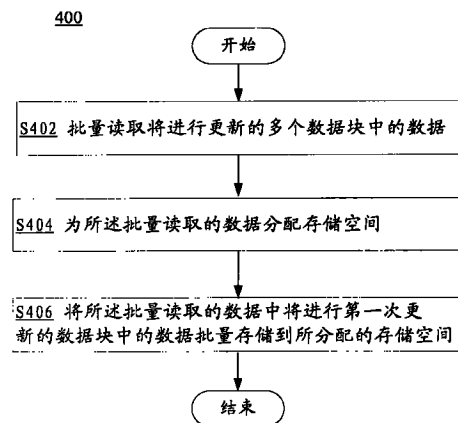 400
开始
S402 批量读取将进行更新的多个数据块中的数据
S404 为所述批量读取的数据分配存储空间
S406 将所述批量读取的数据中将进行第一次更
新的数据块中的数据批量存储到所分配的存储空间
结束